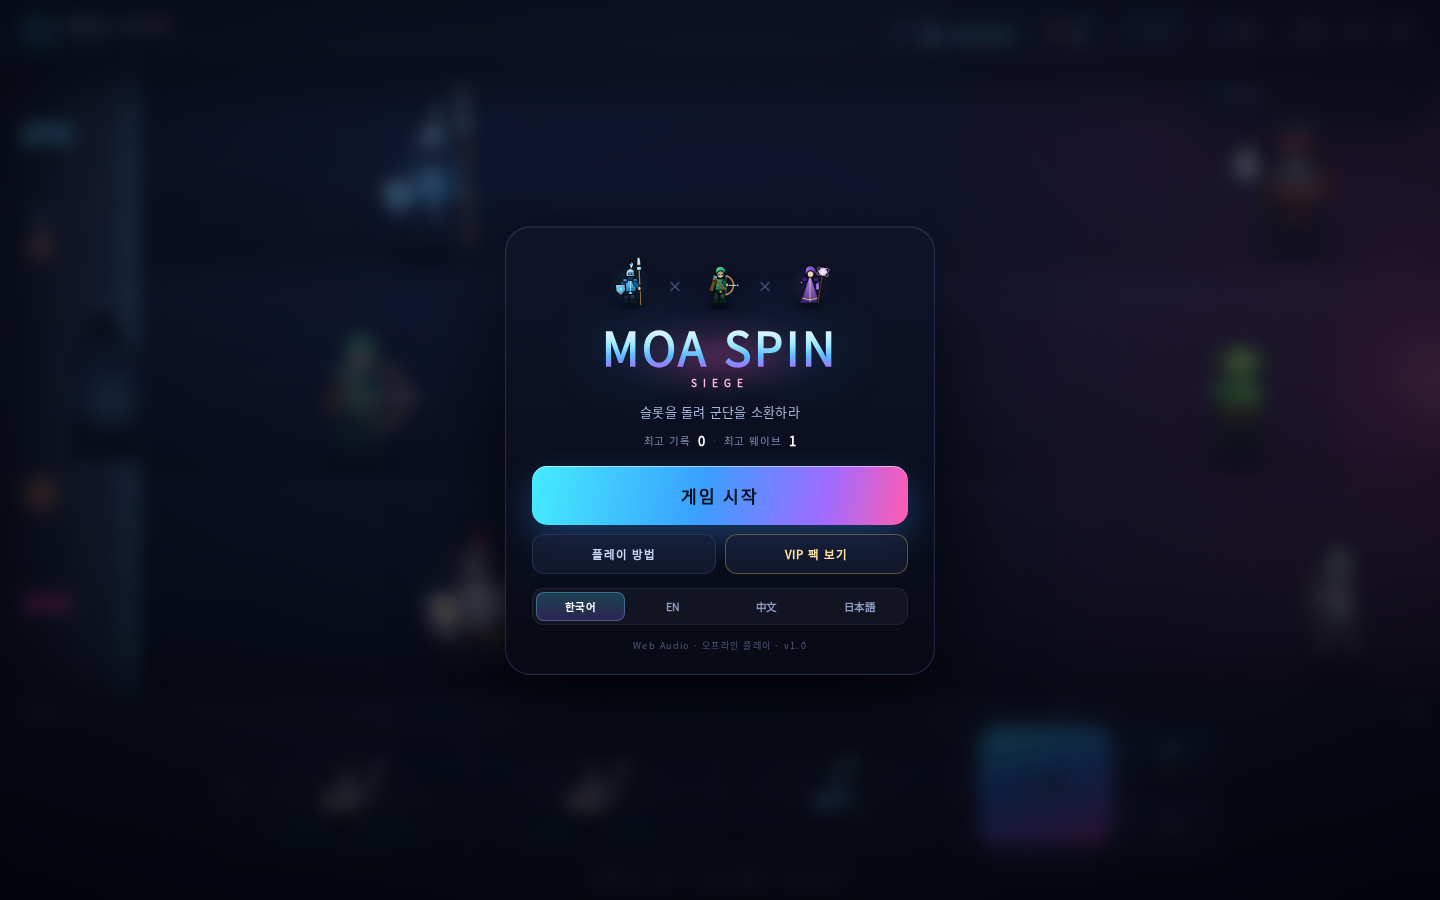 × ×
MOA SPIN
SIEGE
슬롯을 돌려 군단을 소환하라
최고 기록 0 · 최고 웨이브 1
게임 시작
플레이 방법 VIP 팩 보기
한국어 EN 中文 日本語
Web Audio · 오프라인 플레이 · v1.0